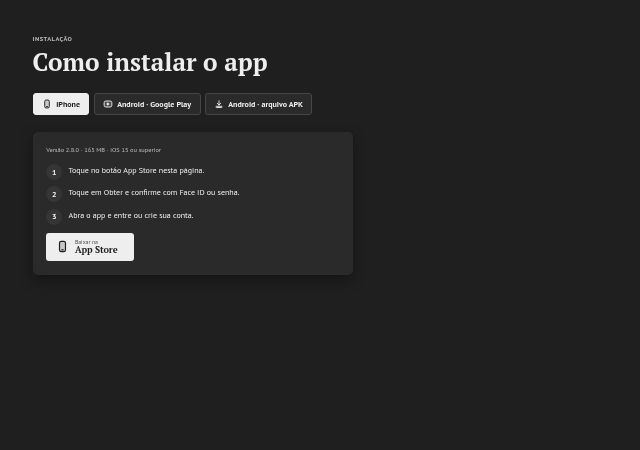 INSTALAÇÃO
Como instalar o app
iPhone
Android · Google Play
Android · arquivo APK
Versão 2.8.0 · 165 MB · iOS 15 ou superior
1 Toque no botão App Store nesta página.
2 Toque em Obter e confirme com Face ID ou senha.
3 Abra o app e entre ou crie sua conta.
Baixar na
App Store